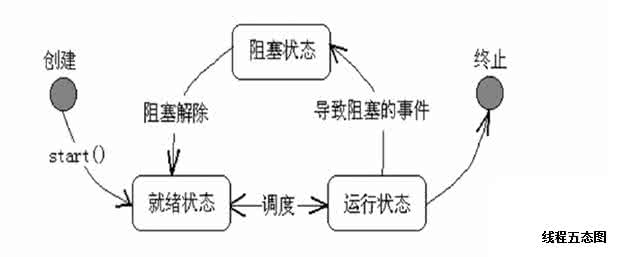 创建
阻塞状态
终止
阻塞解除
导致阻塞的事件
start()
就绪状态
调度
运行状态
线程五态图